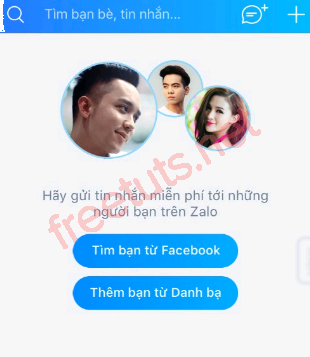 Tìm bạn bè, tin nhắn...
Hãy gửi tin nhắn miễn phí tới những
người bạn trên Zalo
freetuts.net
Tìm bạn từ Facebook
Thêm bạn từ Danh bạ